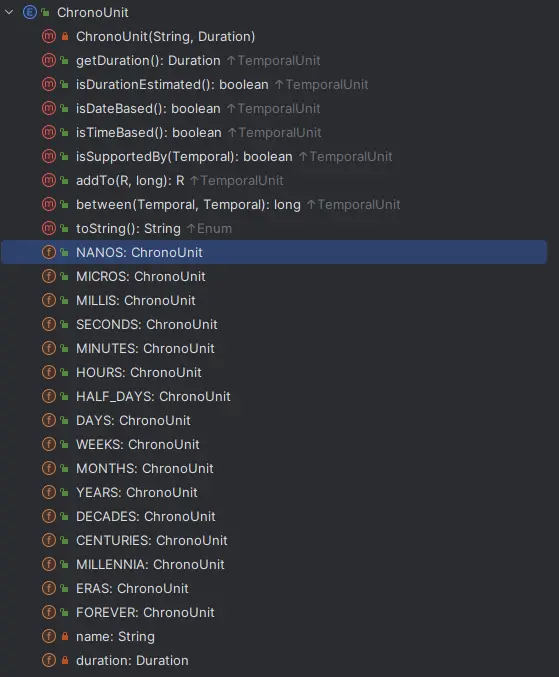 ChronoUnit
ChronoUnit(String, Duration)
getDuration(): Duration ↑TemporalUnit
isDurationEstimated(): boolean ↑TemporalUnit
isDateBased(): boolean ↑TemporalUnit
isTimeBased(): boolean ↑TemporalUnit
isSupportedBy(Temporal): boolean ↑TemporalUnit
addTo(R, long): R ↑TemporalUnit
between(Temporal, Temporal): long ↑TemporalUnit
toString(): String ↑Enum
NANOS: ChronoUnit
MICROS: ChronoUnit
MILLIS: ChronoUnit
SECONDS: ChronoUnit
MINUTES: ChronoUnit
HOURS: ChronoUnit
HALF_DAYS: ChronoUnit
DAYS: ChronoUnit
WEEKS: ChronoUnit
MONTHS: ChronoUnit
YEARS: ChronoUnit
DECADES: ChronoUnit
CENTURIES: ChronoUnit
MILLENNIA: ChronoUnit
ERAS: ChronoUnit
FOREVER: ChronoUnit
name: String
duration: Duration